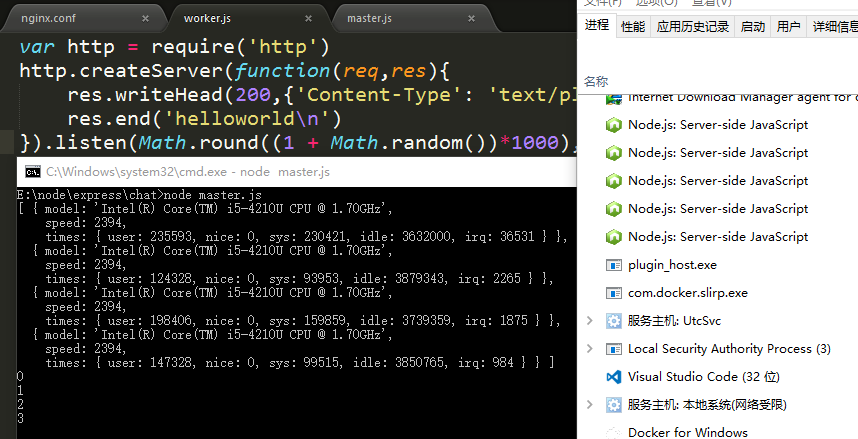 nginx.conf
worker.js
master.js
var http = require('http')
http.createServer(function(req,res){
res.writeHead(200,{'Content-Type': 'text/pl
res.end('helloworld\n')
}).listen(Math.round((1 + Math.random())*1000),
C:\Windows\system32\cmd.exe - node master.js
E:\node\express\chat>node master.js
[ { model: 'Intel(R) Core(TM) i5-4210U CPU @ 1.70GHz',
speed: 2394,
times: { user: 235593, nice: 0, sys: 230421, idle: 3632000, irq: 36531 } },
{ model: 'Intel(R) Core(TM) i5-4210U CPU @ 1.70GHz',
speed: 2394,
times: { user: 124328, nice: 0, sys: 93953, idle: 3879343, irq: 2265 } },
{ model: 'Intel(R) Core(TM) i5-4210U CPU @ 1.70GHz',
speed: 2394,
times: { user: 198406, nice: 0, sys: 159859, idle: 3739359, irq: 1875 } },
{ model: 'Intel(R) Core(TM) i5-4210U CPU @ 1.70GHz',
speed: 2394,
times: { user: 147328, nice: 0, sys: 99515, idle: 3850765, irq: 984 } } ]
0
1
2
3
文件(F) 选项(O) 查看(V)
进程 性能 应用历史记录 启动 用户 详细信息
名称
Internet Download Manager agent for c
Node.js: Server-side JavaScript
Node.js: Server-side JavaScript
Node.js: Server-side JavaScript
Node.js: Server-side JavaScript
Node.js: Server-side JavaScript
plugin_host.exe
com.docker.slirp.exe
服务主机: UtcSvc
Local Security Authority Process (3)
Visual Studio Code (32 位)
服务主机: 本地系统(网络受限)
Docker for Windows